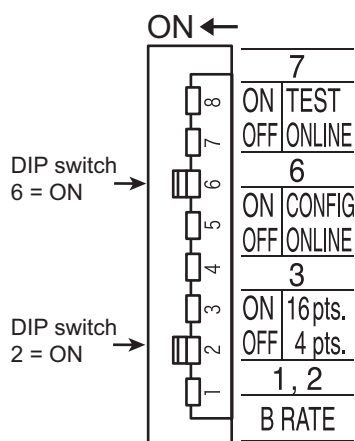 ON
8
7
6
5
4
3
2
1
DIP switch
6 = ON
DIP switch
2 = ON
7
ON TEST
OFF ONLINE
6
ON CONFIG
OFF ONLINE
3
ON 16 pts.
OFF 4 pts.
1, 2
B RATE